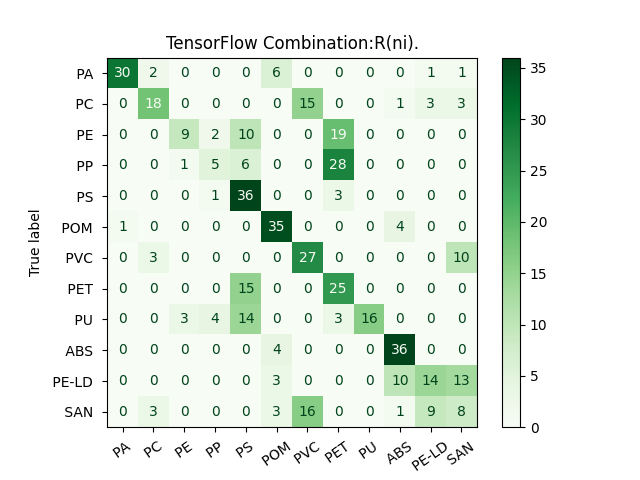 TensorFlow Combination:R(ni).
True label
PA 30 2 0 0 0 6 0 0 0 0 1 1
PC 0 18 0 0 0 0 15 0 0 1 3 3
PE 0 0 9 2 10 0 0 19 0 0 0 0
PP 0 0 1 5 6 0 0 28 0 0 0 0
PS 0 0 0 1 36 0 0 3 0 0 0 0
POM 1 0 0 0 0 35 0 0 0 4 0 0
PVC 0 3 0 0 0 0 27 0 0 0 0 10
PET 0 0 0 0 15 0 0 25 0 0 0 0
PU 0 0 3 4 14 0 0 3 16 0 0 0
ABS 0 0 0 0 0 4 0 0 0 36 0 0
PE-LD 0 0 0 0 0 3 0 0 0 10 14 13
SAN 0 3 0 0 0 3 16 0 0 1 9 8
PA PC PE PP PS POM PVC PET PU ABS PE-LD SAN
35
30
25
20
15
10
5
0